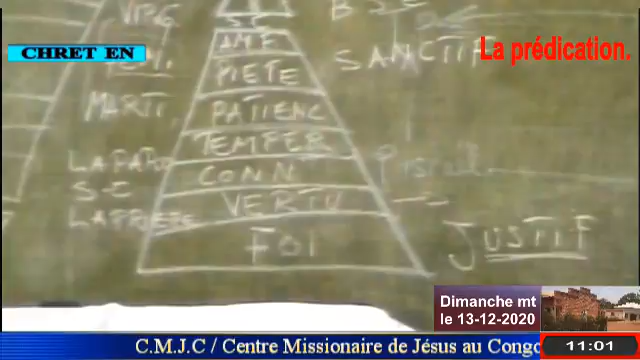 S E
AME
PIETE
PATIENC
TEMPER
CONN
VERTU
FOI
MARTI
LA PARO
S-E
LA PRIERE
SANCTIF
JUSTIF
CHRET EN
La prédication.
Dimanche mt
le 13-12-2020
C.M.J.C / Centre Missionaire de Jésus au Congo
11:01